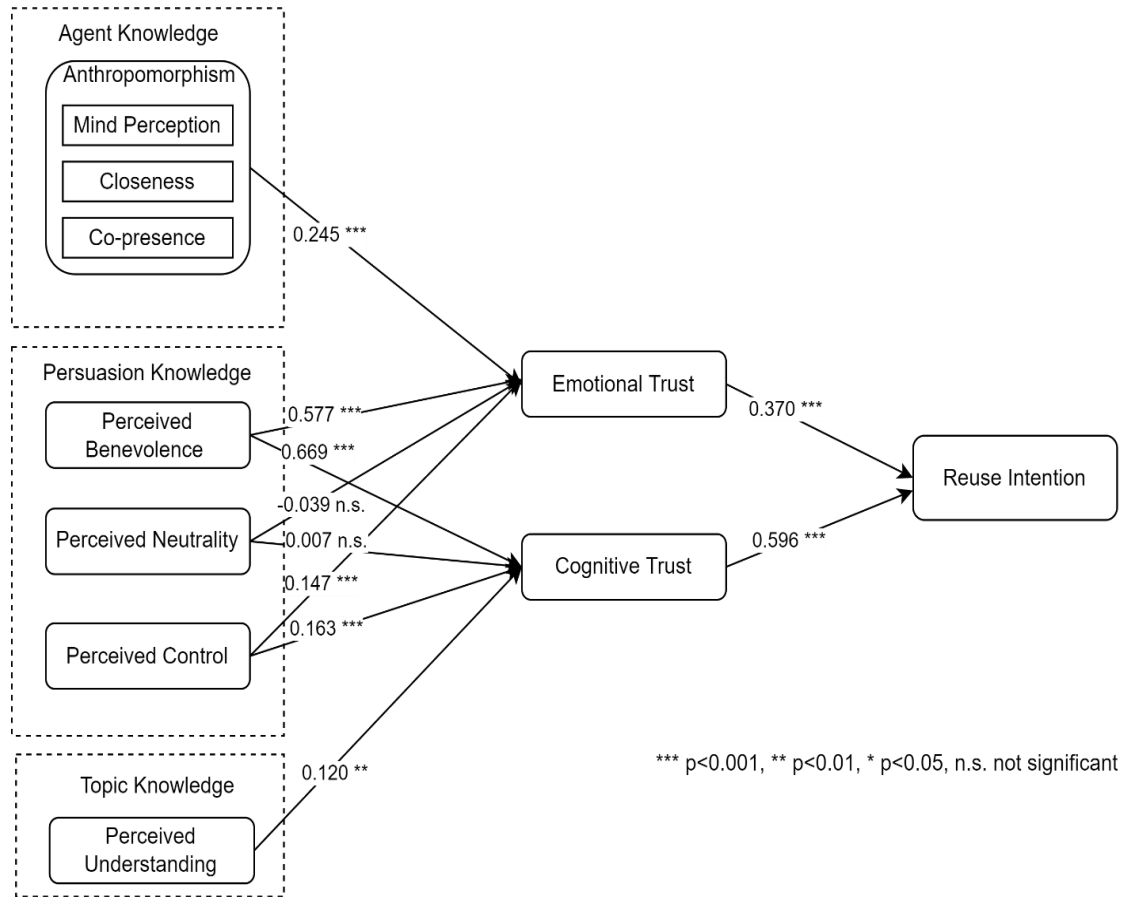 Agent Knowledge
Anthropomorphism
Mind Perception
Closeness
Co-presence
0.245 ***
Persuasion Knowledge
Perceived
Benevolence
0.577 ***
0.669 ***
Emotional Trust
0.370 ***
Reuse Intention
Perceived Neutrality
-0.039 n.s.
0.007 n.s.
Cognitive Trust
0.596 ***
0.147 ***
Perceived Control
0.163 ***
Topic Knowledge
Perceived
Understanding
0.120 **
*** p<0.001, ** p<0.01, * p<0.05, n.s. not significant